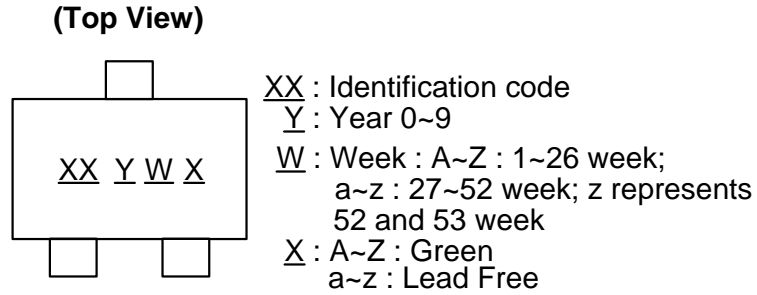 (Top View)
XX Y W X
XX : Identification code
Y : Year 0~9
W : Week : A~Z : 1~26 week;
a~z : 27~52 week; z represents
52 and 53 week
X : A~Z : Green
a~z : Lead Free